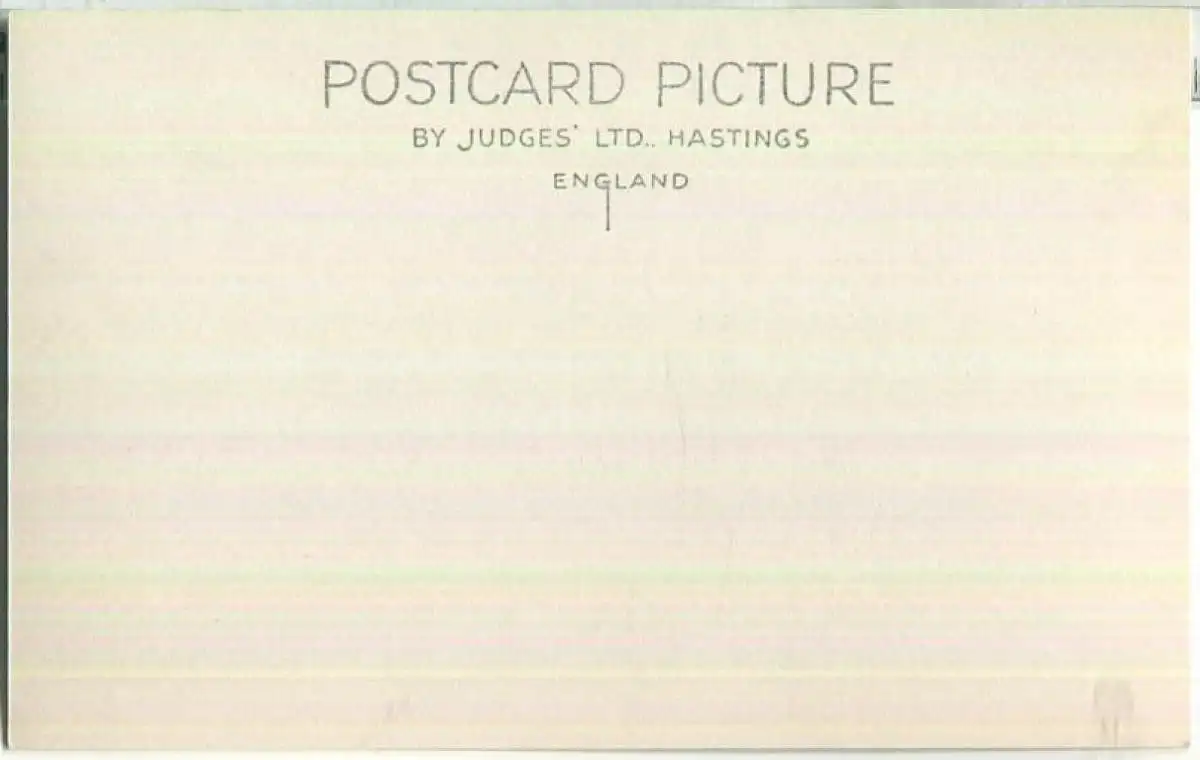 POSTCARD PICTURE
BY JUDGES' LTD., HASTINGS
ENGLAND